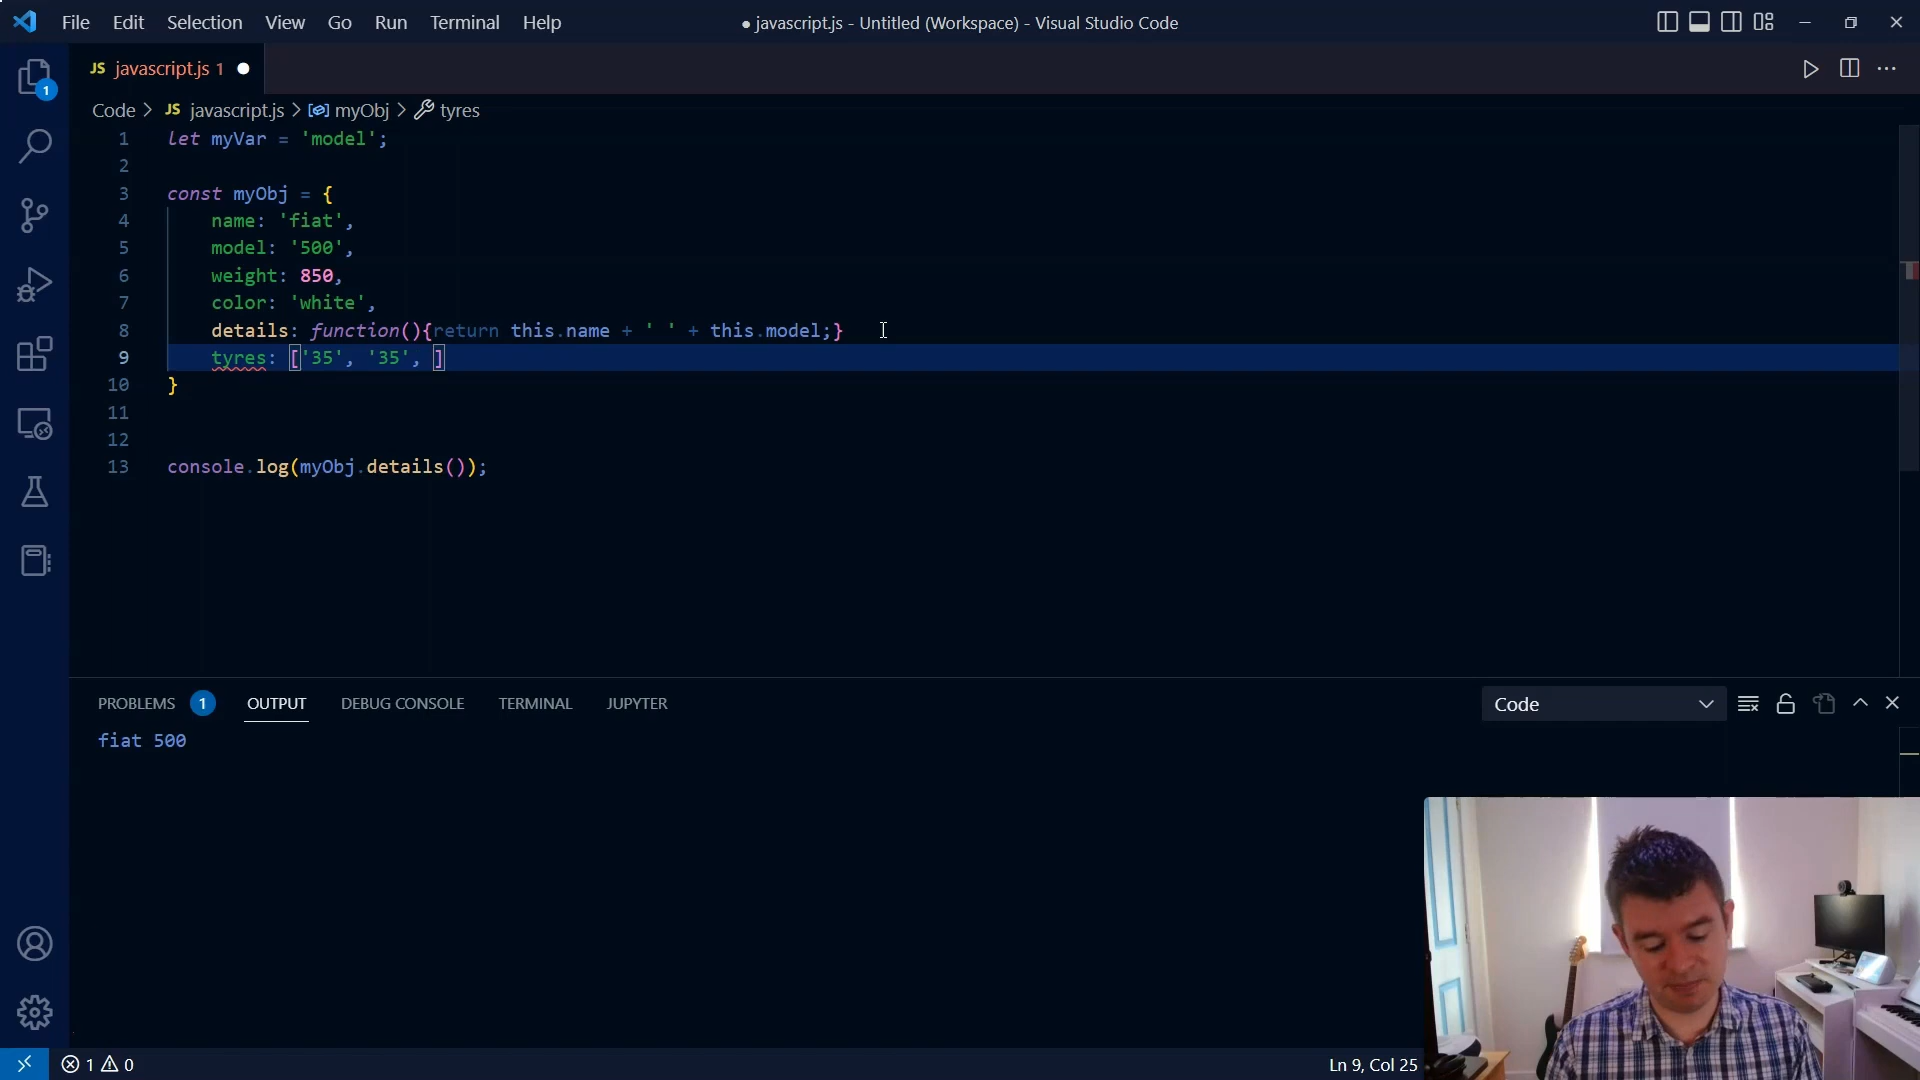 File Edit Selection View Go Run Terminal Help
● javascript.js - Untitled (Workspace) - Visual Studio Code
JS javascript.js 1 ●
Code > JS javascript.js > myObj > tyres
1 let myVar = 'model';
2
3 const myObj = {
4 name: 'fiat',
5 model: '500',
6 weight: 850,
7 color: 'white',
8 details: function(){return this.name + ' ' + this.model;}
9 tyres: ['35', '35', ]
10 }
11
12
13 console.log(myObj.details());
PROBLEMS 1 OUTPUT DEBUG CONSOLE TERMINAL JUPYTER
Code
fiat 500
1
1 0
Ln 9, Col 25